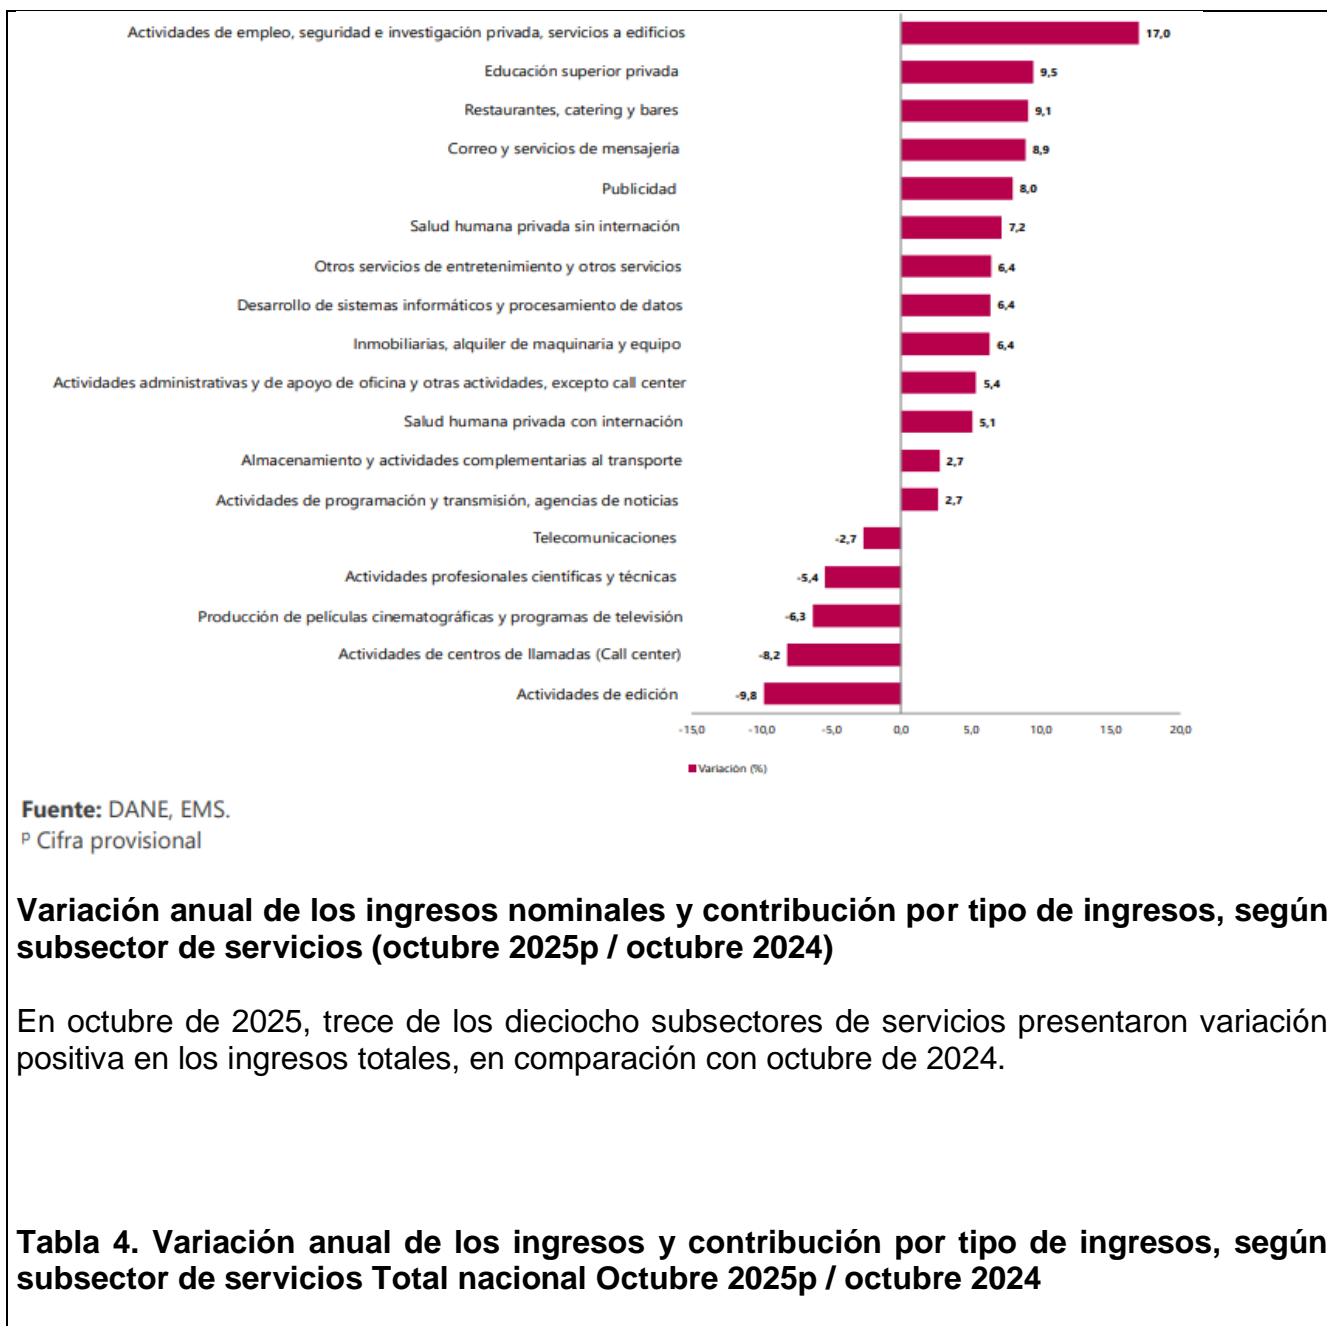 Actividades de empleo, seguridad e investigación privada, servicios a edificios 17,0
Educación superior privada 9,5
Restaurantes, catering y bares 9,1
Correo y servicios de mensajería 8,9
Publicidad 8,0
Salud humana privada sin internación 7,2
Otros servicios de entretenimiento y otros servicios 6,4
Desarrollo de sistemas informáticos y procesamiento de datos 6,4
Inmobiliarias, alquiler de maquinaria y equipo 6,4
Actividades administrativas y de apoyo de oficina y otras actividades, excepto call center 5,4
Salud humana privada con internación 5,1
Almacenamiento y actividades complementarias al transporte 2,7
Actividades de programación y transmisión, agencias de noticias 2,7
Telecomunicaciones -2,7
Actividades profesionales científicas y técnicas -5,4
Producción de películas cinematográficas y programas de televisión -6,3
Actividades de centros de llamadas (Call center) -8,2
Actividades de edición -9,8
-15,0 -10,0 -5,0 0,0 5,0 10,0 15,0 20,0
Variación (%)
Fuente: DANE, EMS.
p Cifra provisional
Variación anual de los ingresos nominales y contribución por tipo de ingresos, según
subsector de servicios (octubre 2025p / octubre 2024)
En octubre de 2025, trece de los dieciocho subsectores de servicios presentaron variación
positiva en los ingresos totales, en comparación con octubre de 2024.
Tabla 4. Variación anual de los ingresos y contribución por tipo de ingresos, según
subsector de servicios Total nacional Octubre 2025p / octubre 2024